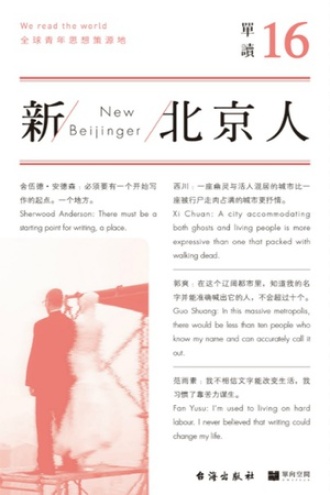 We read the world
全球青年思想策源地
單讀 16
新/New Beijinger/北京人
舍伍德·安德森：必须要有一个开始写
作的起点。一个地方。
Sherwood Anderson: There must be a
starting point for writing, a place.
西川：一座幽灵与活人混居的城市比一
座被行尸走肉占满的城市更抒情。
Xi Chuan: A city accommodating
both ghosts and living people is more
expressive than one that packed with
walking dead.
郭爽：在这个辽阔都市里，知道我的名
字并能准确喊出它的人，不会超过十个。
Guo Shuang: In this massive metropolis,
there would be less than ten people who
know my name and can accurately call it
out.
范雨素：我不相信文字能改变生活，我
习惯了靠苦力谋生。
Fan Yusu: I'm used to living on hard
labour. I never believed that writing could
change my life.
台海出版社
單向空間